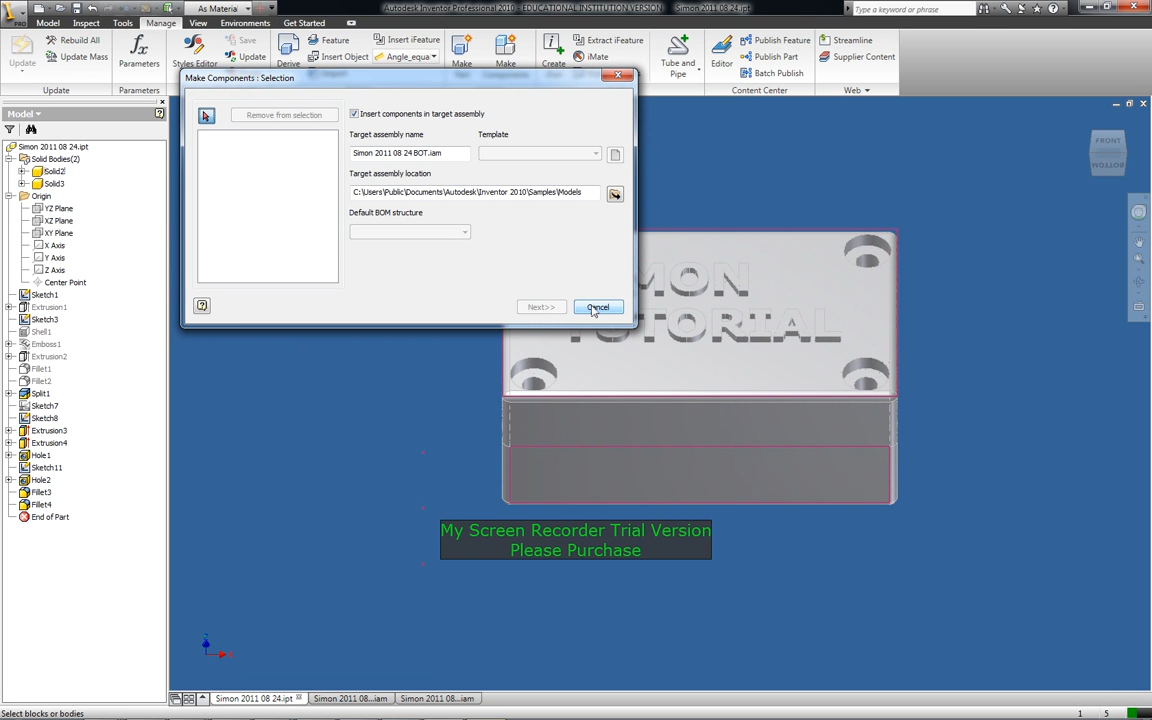 Autodesk Inventor Professional 2010 - EDUCATIONAL INSTITUTION VERSION Simon 2011 08 24.ipt
Type a keyword or phrase
As Material
PRO
Model Inspect Tools Manage View Environments Get Started
Update
Rebuild All
Update Mass
Update
Parameters
Parameters
Styles Editor
Save
Update
Derive
Feature
Insert Object
Insert iFeature
Angle_equa
Make
Part
Make
Components
Create
Extract iFeature
iMates
Tube and
Pipe
Editor
Publish Feature
Publish Part
Batch Publish
Content Center
Streamline
Supplier Content
Web
Model
Simon 2011 08 24.ipt
Solid Bodies(2)
Solid2
Solid3
Origin
YZ Plane
XZ Plane
XY Plane
X Axis
Y Axis
Z Axis
Center Point
Sketch1
Extrusion1
Sketch3
Shell1
Emboss1
Extrusion2
Fillet1
Fillet2
Split1
Sketch7
Sketch8
Extrusion3
Extrusion4
Hole1
Sketch11
Hole2
Fillet3
Fillet4
End of Part
Make Components : Selection
Remove from selection
Insert components in target assembly
Target assembly name
Template
Simon 2011 08 24 BOT.iam
Target assembly location
C:\Users\Public\Documents\Autodesk\Inventor 2010\Samples\Models
Default BOM structure
Next>>
Cancel
FRONT
MON
TUTORIAL
My Screen Recorder Trial Version
Please Purchase
Simon 2011 08 24.ipt
Simon 2011 08...iam
Simon 2011 08...iam
Select blocks or bodies
1 5